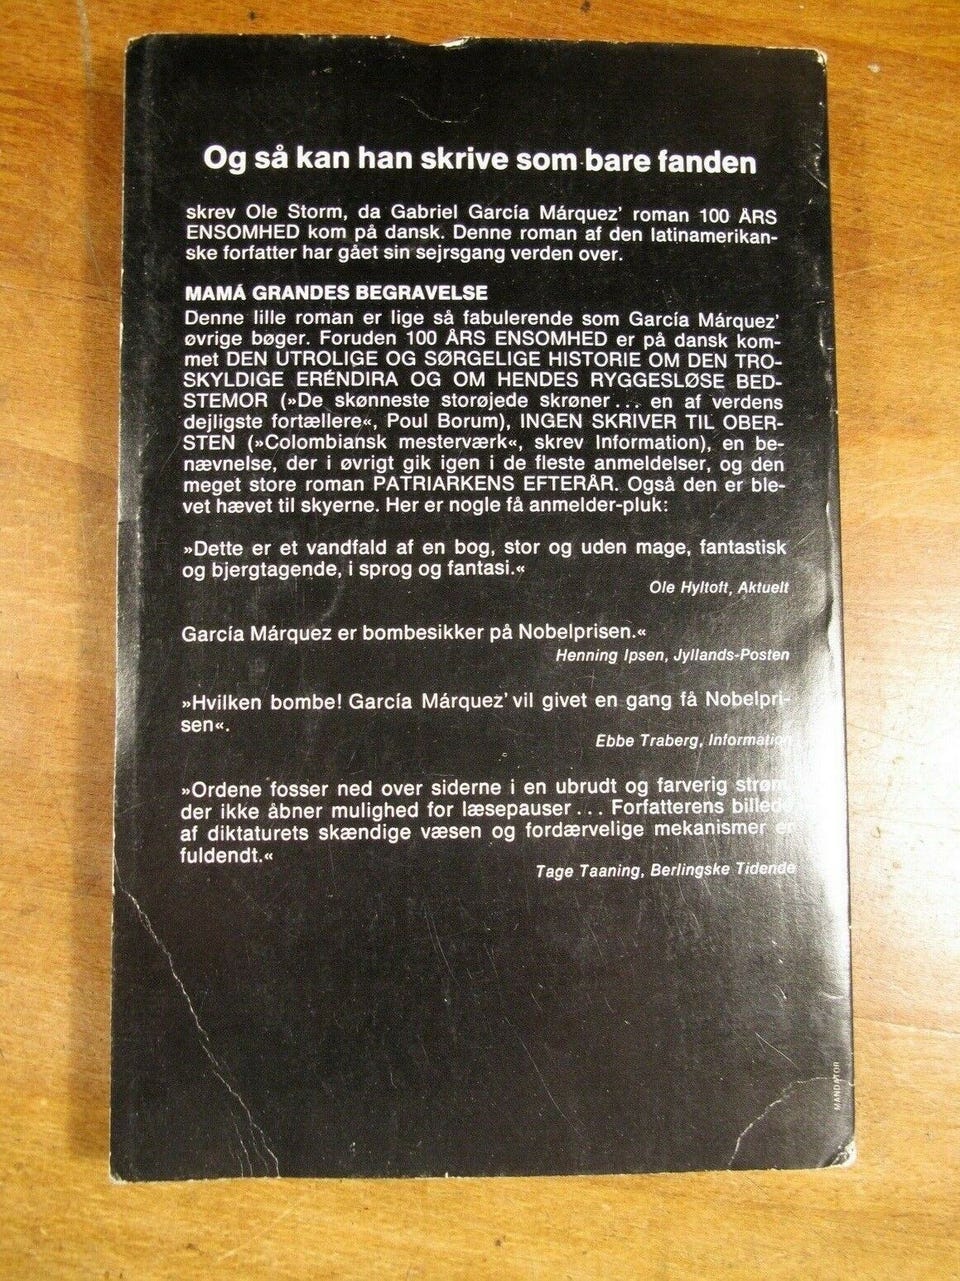 Og så kan han skrive som bare fanden
skrev Ole Storm, da Gabriel García Márquez' roman 100 ÅRS
ENSOMHED kom på dansk. Denne roman af den latinamerikan-
ske forfatter har gået sin sejrsgang verden over.
MAMÁ GRANDES BEGRAVELSE
Denne lille roman er lige så fabulerende som García Márquez'
øvrige bøger. Foruden 100 ÅRS ENSOMHED er på dansk kom-
met DEN UTROLIGE OG SØRGELIGE HISTORIE OM DEN TRO-
SKYLDIGE ERÉNDIRA OG OM HENDES RYGGESLØSE BED-
STEMOR (»De skønneste storøjede skrøner... en af verdens
dejligste fortællere«, Poul Borum), INGEN SKRIVER TIL OBER-
STEN (»Colombiansk mesterværk«, skrev Information), en be-
nævnelse, der i øvrigt gik igen i de fleste anmeldelser, og den
meget store roman PATRIARKENS EFTERÅR. Også den er ble-
vet hævet til skyerne. Her er nogle få anmelder-pluk:
»Dette er et vandfald af en bog, stor og uden mage, fantastisk
og bjergtagende, i sprog og fantasi.«
Ole Hyltoft, Aktuelt
García Márquez er bombesikker på Nobelprisen.«
Henning Ipsen, Jyllands-Posten
»Hvilken bombe! García Márquez' vil givet en gang få Nobelpri-
sen«.
Ebbe Traberg, Information
»Ordene fosser ned over siderne i en ubrudt og farverig strøm,
der ikke åbner mulighed for læsepauser... Forfatterens billede
af diktaturets skændige væsen og fordærvelige mekanismer er
fuldendt.«
Tage Taaning, Berlingske Tidende
MANDATOR